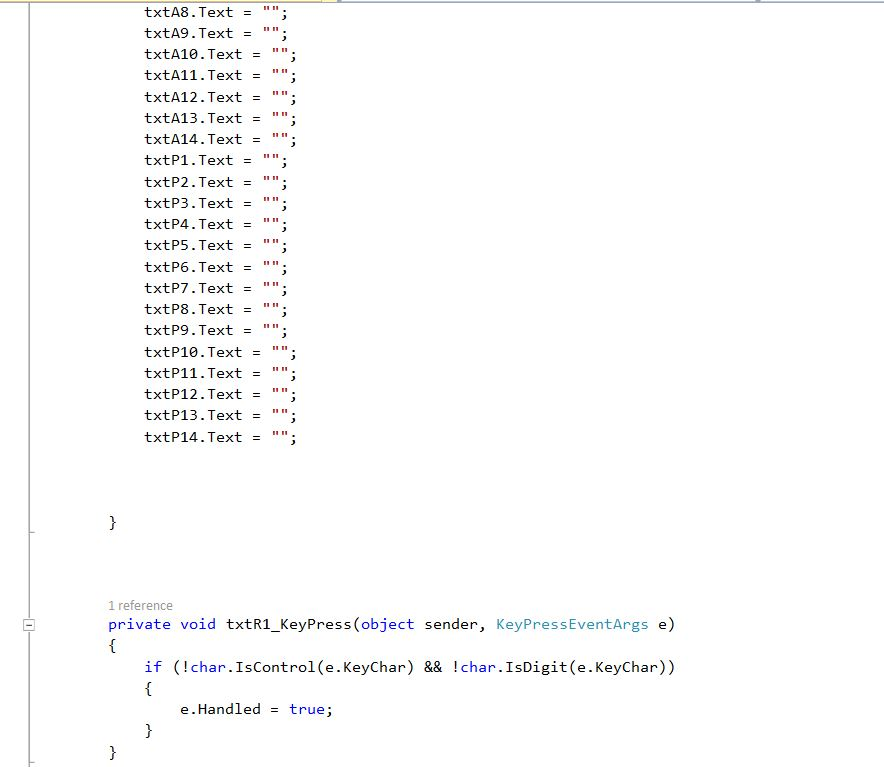 txtA8.Text = "";
txtA9.Text = "";
txtA10.Text = "";
txtA11.Text = "";
txtA12.Text = "";
txtA13.Text = "";
txtA14.Text = "";
txtP1.Text = "";
txtP2.Text = "";
txtP3.Text = "";
txtP4.Text = "";
txtP5.Text = "";
txtP6.Text = "";
txtP7.Text = "";
txtP8.Text = "";
txtP9.Text = "";
txtP10.Text = "";
txtP11.Text = "";
txtP12.Text = "";
txtP13.Text = "";
txtP14.Text = "";
}
1 reference
private void txtR1_KeyPress(object sender, KeyPressEventArgs e)
{
if (!char.IsControl(e.KeyChar) && !char.IsDigit(e.KeyChar))
{
e.Handled = true;
}
}